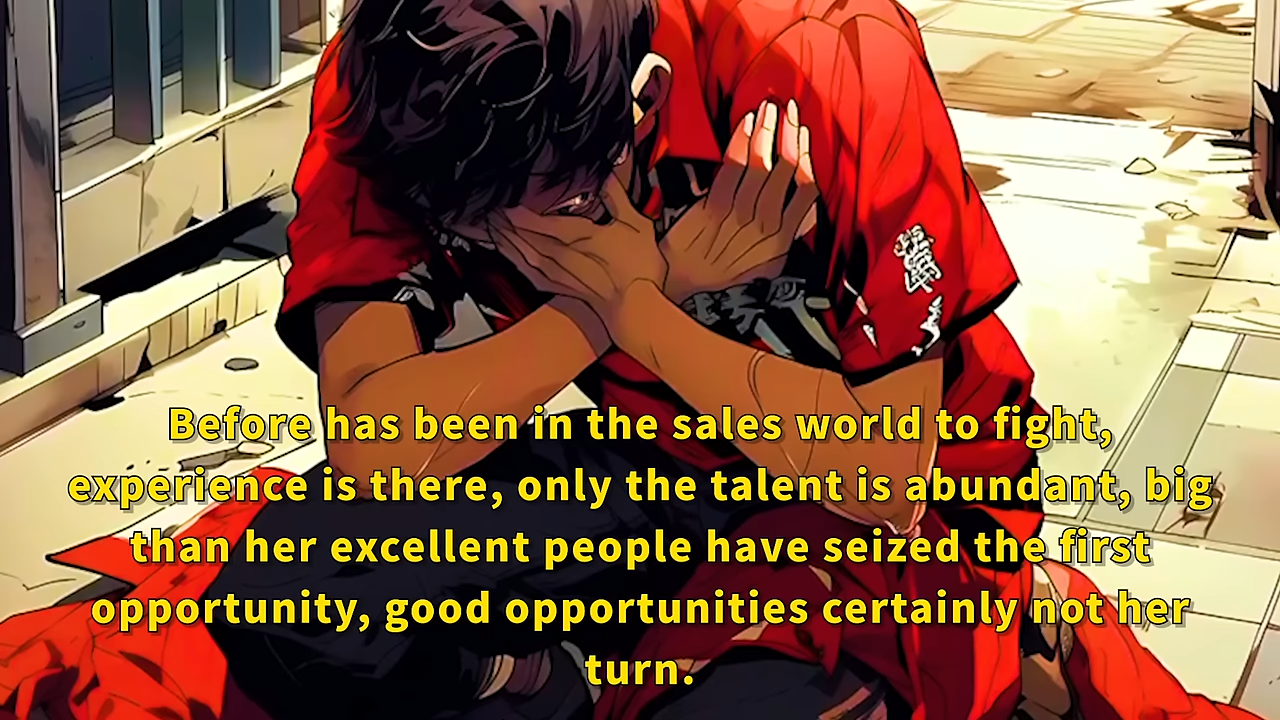 Before has been in the sales world to fight,
experience is there, only the talent is abundant, big
than her excellent people have seized the first
opportunity, good opportunities certainly not her
turn.